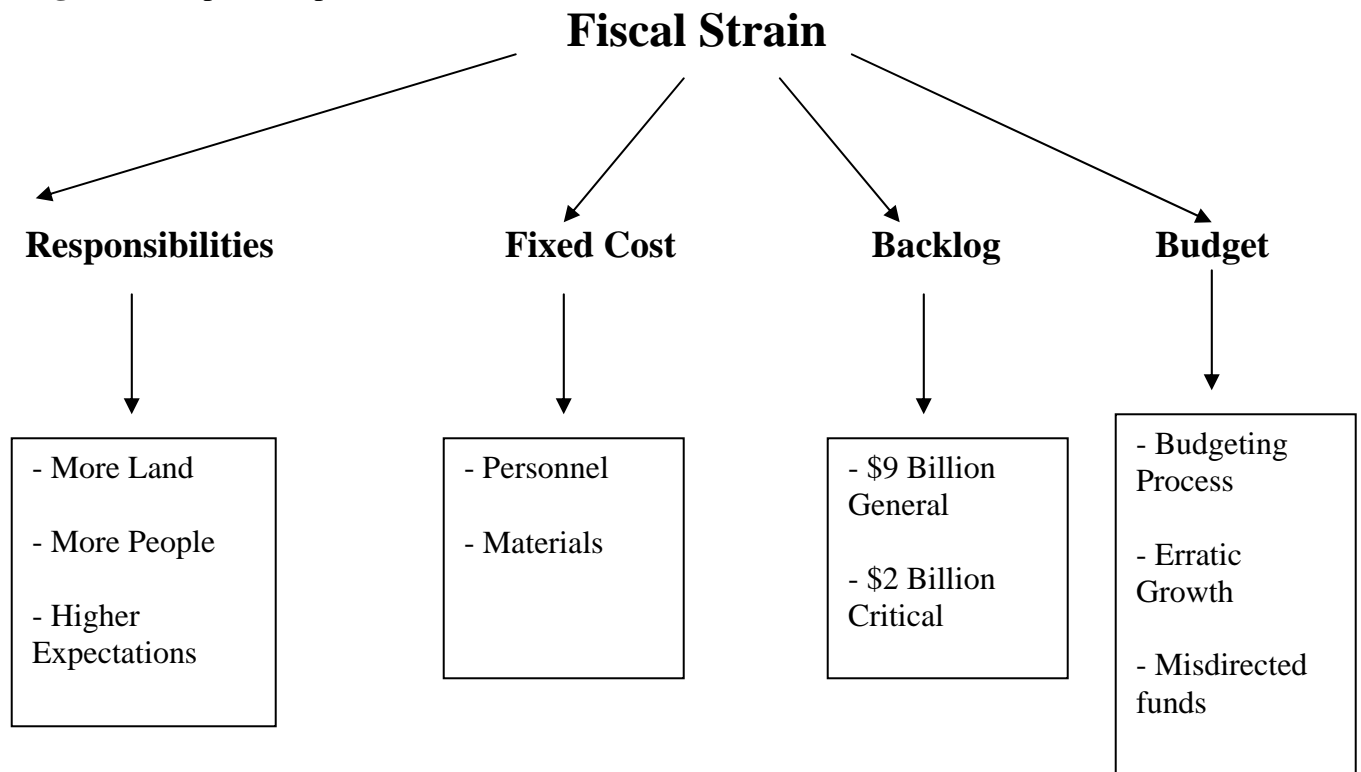 Fiscal Strain
Responsibilities
Fixed Cost
Backlog
Budget
- More Land
- More People
- Higher
Expectations
- Personnel
- Materials
- $9 Billion
General
- $2 Billion
Critical
- Budgeting
Process
- Erratic
Growth
- Misdirected
funds